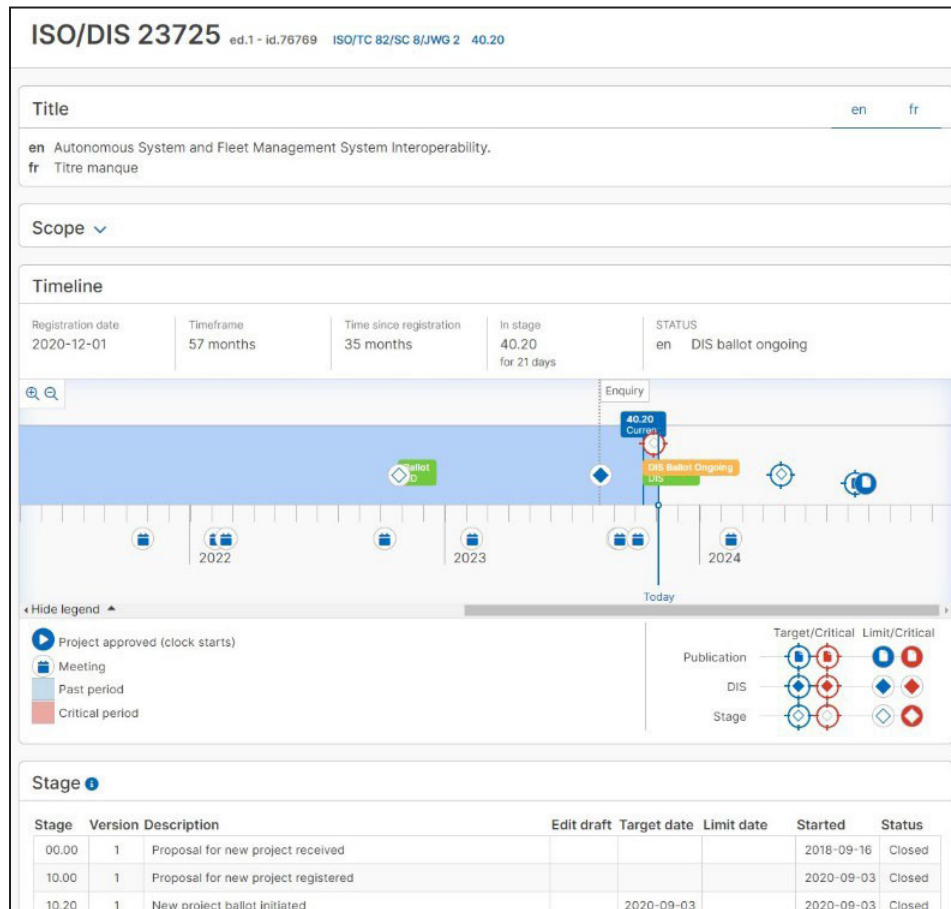 ISO/DIS 23725 ed.1 - id.76769 ISO/TC 82/SC 8/JWG 2 40.20
Title en fr
en Autonomous System and Fleet Management System Interoperability.
fr Titre manque
Scope
Timeline
Registration date Timeframe Time since registration In stage STATUS
2020-12-01 57 months 35 months 40.20 en DIS ballot ongoing
for 21 days
Enquiry
40.20
Curren
Ballot DIS Ballot Ongoing
D DIS
2022 2023 2024
Today
Hide legend
Project approved (clock starts)
Meeting
Past period
Critical period
Target/Critical Limit/Critical
Publication
DIS
Stage
Stage
Stage Version Description Edit draft Target date Limit date Started Status
00.00 1 Proposal for new project received 2018-09-16 Closed
10.00 1 Proposal for new project registered 2020-09-03 Closed
10.20 1 New project ballot initiated 2020-09-03 2020-09-03 Closed